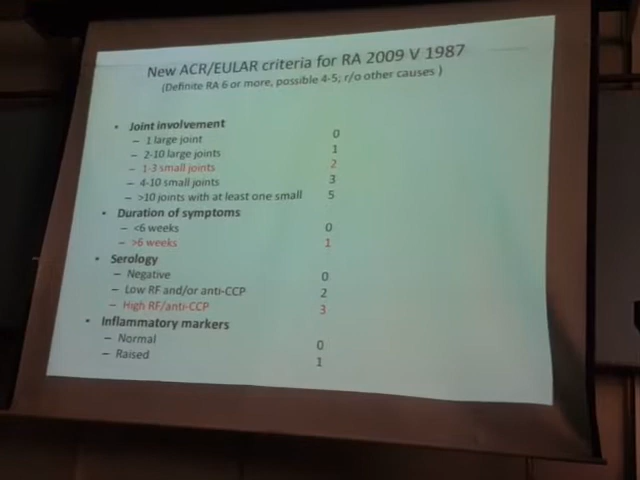 New ACR/EULAR criteria for RA 2009 V 1987
(Definite RA 6 or more, possible 4-5; r/o other causes )
• Joint involvement
– 1 large joint 0
– 2-10 large joints 1
– 1-3 small joints 2
– 4-10 small joints 3
– >10 joints with at least one small 5
• Duration of symptoms
– <6 weeks 0
– >6 weeks 1
• Serology
– Negative 0
– Low RF and/or anti-CCP 2
– High RF/anti-CCP 3
• Inflammatory markers
– Normal 0
– Raised 1